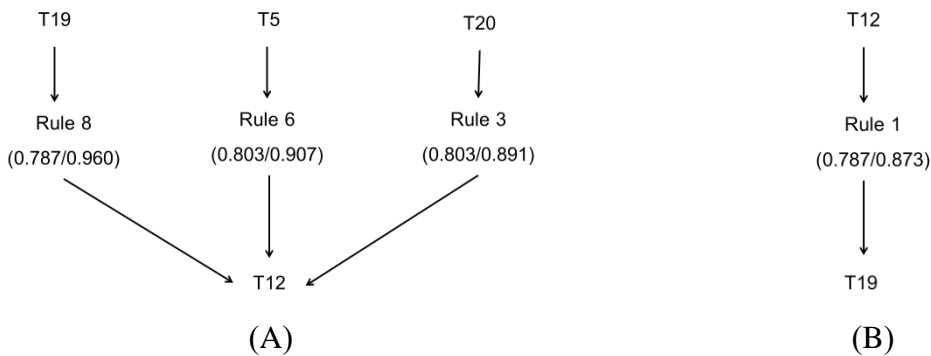 T19 T5 T20 T12
Rule 8 Rule 6 Rule 3 Rule 1
(0.787/0.960) (0.803/0.907) (0.803/0.891) (0.787/0.873)
T12 T19
(A) (B)